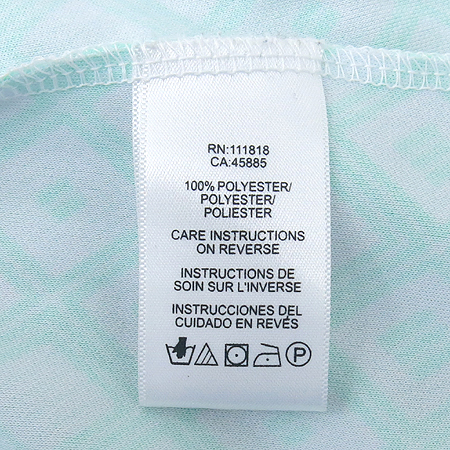 RN:111818
CA:45885
100% POLYESTER/
POLYESTER/
POLIESTER
CARE INSTRUCTIONS
ON REVERSE
INSTRUCTIONS DE
SOIN SUR L'INVERSE
INSTRUCCIONES DEL
CUIDADO EN REVÉS
P